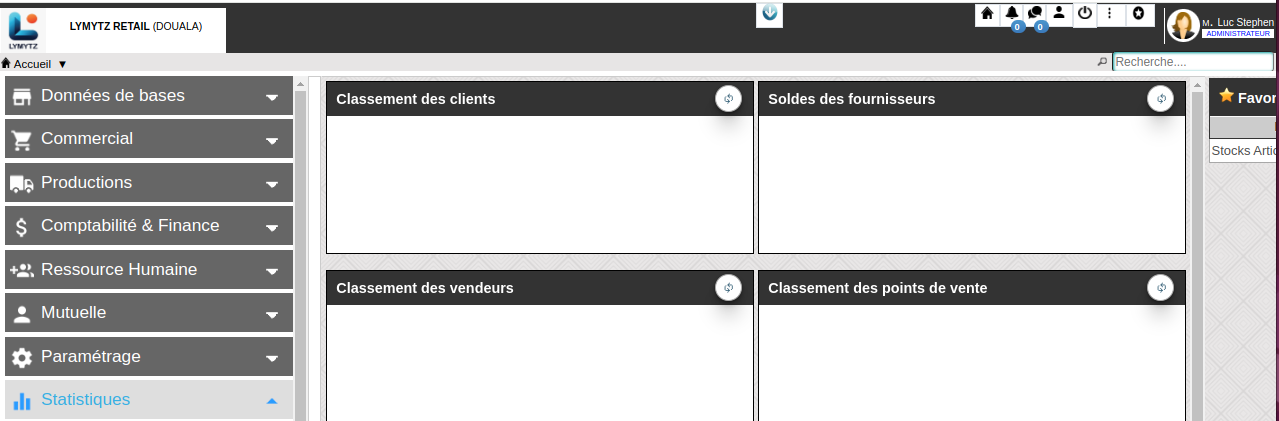 LYMYTZ
LYMYTZ RETAIL (DOUALA)
0
0
M. Luc Stephen
ADMINISTRATEUR
Accueil ▼
Recherche....
Données de bases
Commercial
Productions
Comptabilité & Finance
Ressource Humaine
Mutuelle
Paramétrage
Statistiques
Classement des clients
Soldes des fournisseurs
Classement des vendeurs
Classement des points de vente
Favor
Stocks Artic